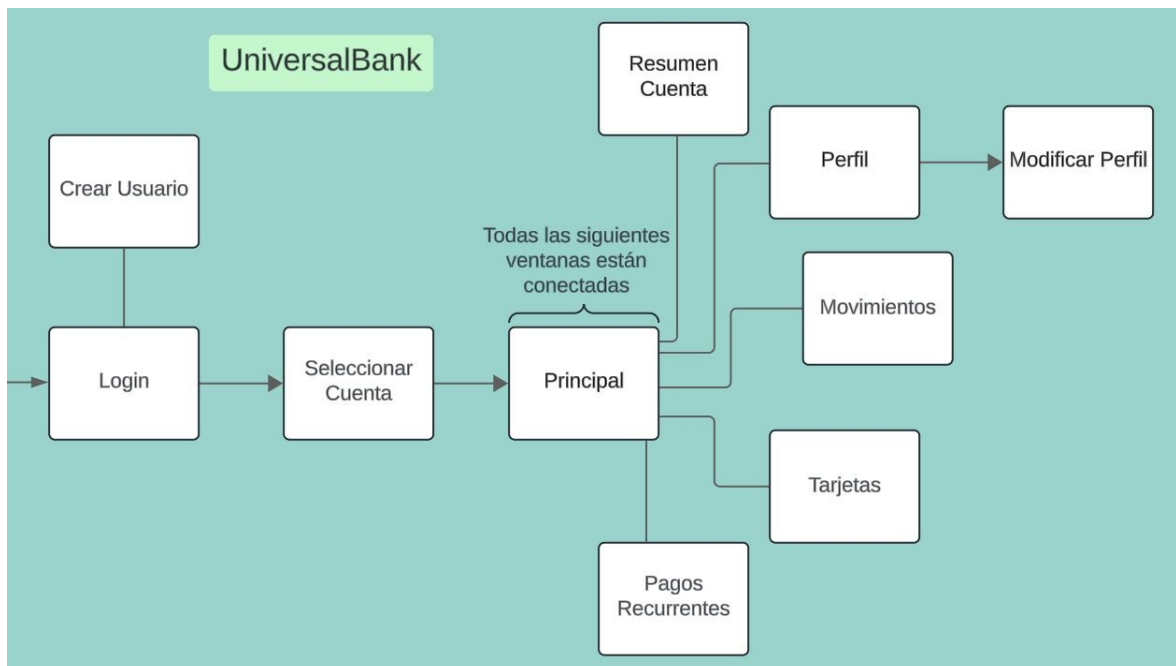 UniversalBank
Resumen
Cuenta
Perfil
Modificar Perfil
Crear Usuario
Todas las siguientes
ventanas están
conectadas
Movimientos
Login
Seleccionar
Cuenta
Principal
Tarjetas
Pagos
Recurrentes